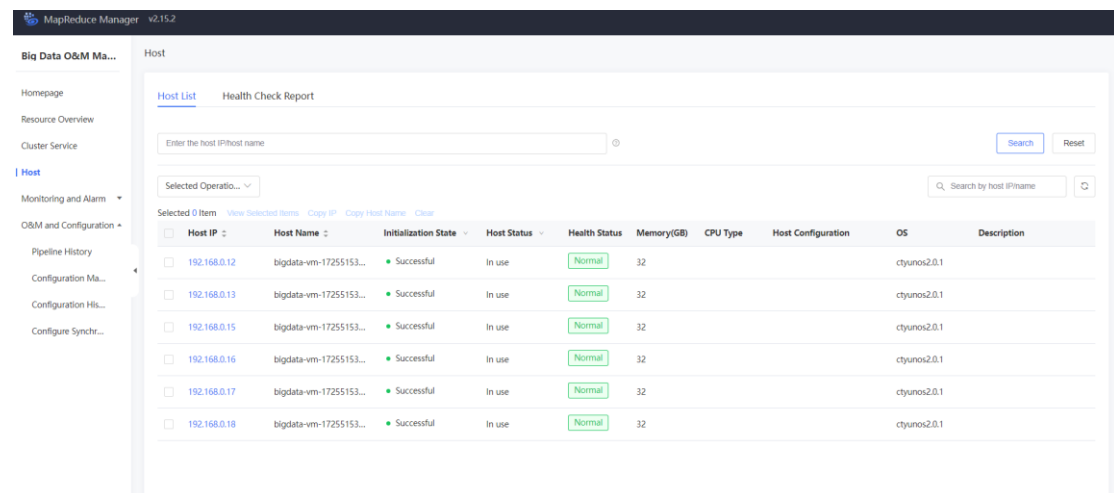 MapReduce Manager v2.15.2
Big Data O&M Ma...
Host
Homepage
Resource Overview
Cluster Service
Host
Monitoring and Alarm
O&M and Configuration
Pipeline History
Configuration Ma...
Configuration His...
Configure Synchr...
Host List Health Check Report
Enter the host IP/host name
Search Reset
Selected Operatio...
Search by host IP/name
Selected 0 Item View Selected Items Copy IP Copy Host Name Clear
Host IP Host Name Initialization State Host Status Health Status Memory(GB) CPU Type Host Configuration OS Description
192.168.0.12 bigdata-vm-17255153... Successful In use Normal 32 ctyunos2.0.1
192.168.0.13 bigdata-vm-17255153... Successful In use Normal 32 ctyunos2.0.1
192.168.0.15 bigdata-vm-17255153... Successful In use Normal 32 ctyunos2.0.1
192.168.0.16 bigdata-vm-17255153... Successful In use Normal 32 ctyunos2.0.1
192.168.0.17 bigdata-vm-17255153... Successful In use Normal 32 ctyunos2.0.1
192.168.0.18 bigdata-vm-17255153... Successful In use Normal 32 ctyunos2.0.1